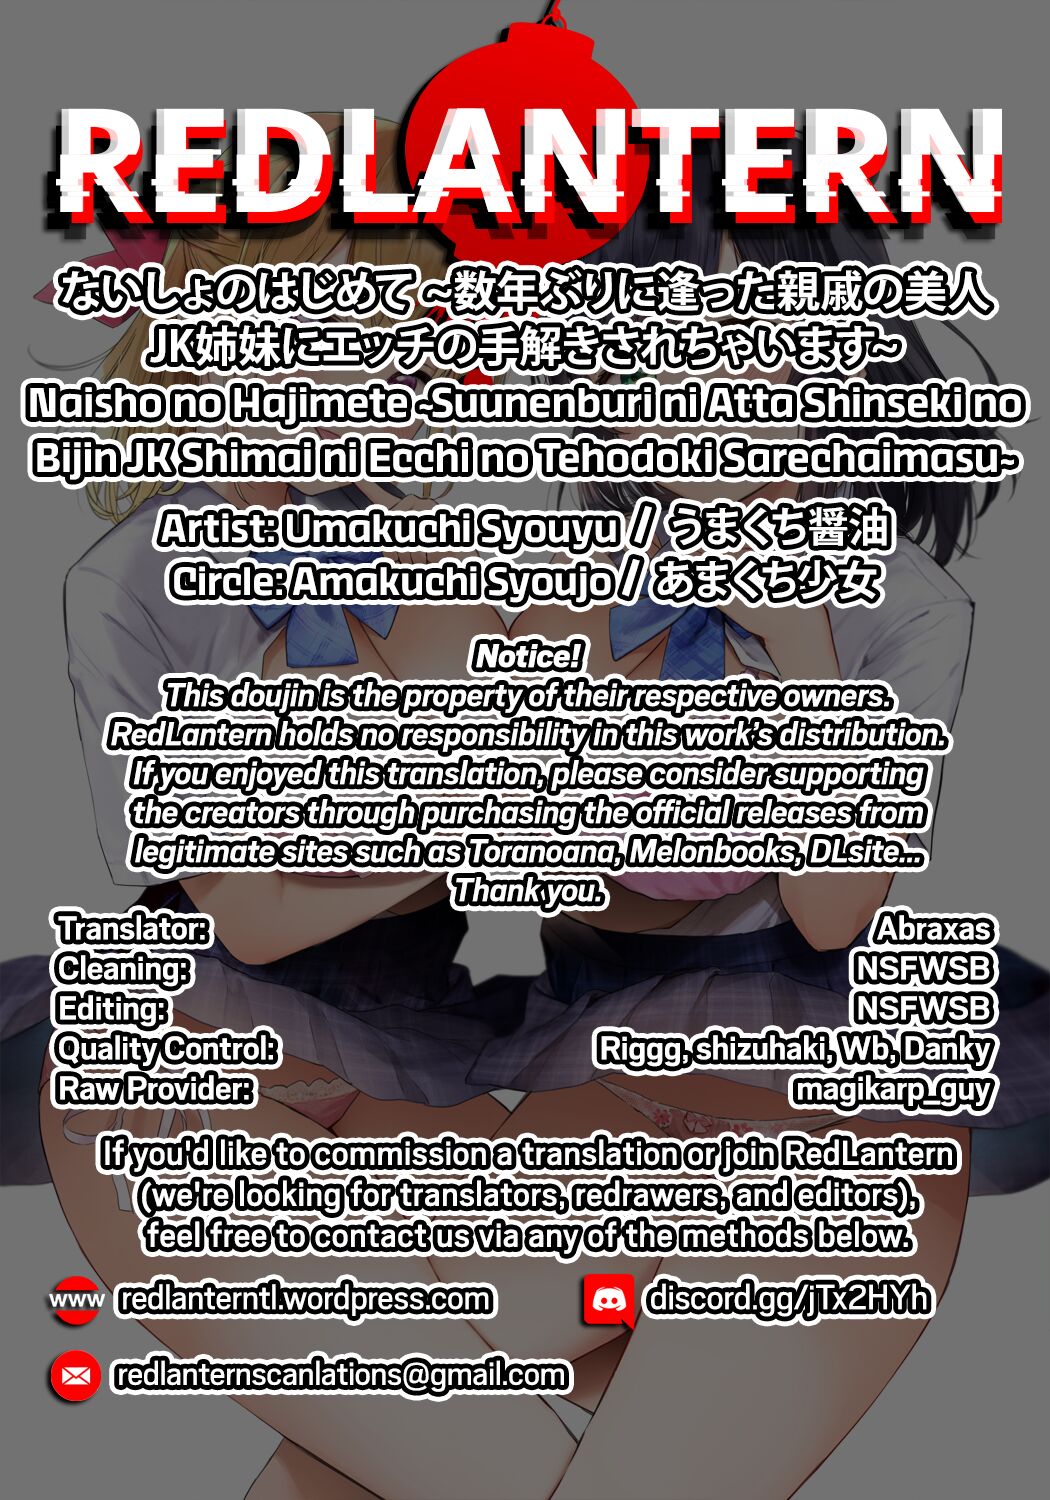 REDLANTERN
ないしょのはじめて ~数年ぶりに逢った親戚の美人
JK姉妹にエッチの手解きされちゃいます~
Naisho no Hajimete ~Suunenburi ni Atta Shinseki no
Bijin JK Shimai ni Ecchi no Tehodoki Sarechaimasu~
Artist: Umakuchi Syouyu / うまくち醤油
Circle: Amakuchi Syoujo / あまくち少女
Notice!
This doujin is the property of their respective owners.
RedLantern holds no responsibility in this work's distribution.
If you enjoyed this translation, please consider supporting
the creators through purchasing the official releases from
legitimate sites such as Toranoana, Melonbooks, DLsite...
Thank you.
Translator: Abraxas
Cleaning: NSFWSB
Editing: NSFWSB
Quality Control: Riggg, shizuhaki, Wb, Danky
Raw Provider: magikarp_guy
If you'd like to commission a translation or join RedLantern
(we're looking for translators, redrawers, and editors),
feel free to contact us via any of the methods below.
www redlanterntl.wordpress.com discord.gg/jTx2HYh
redlanternscanlations@gmail.com